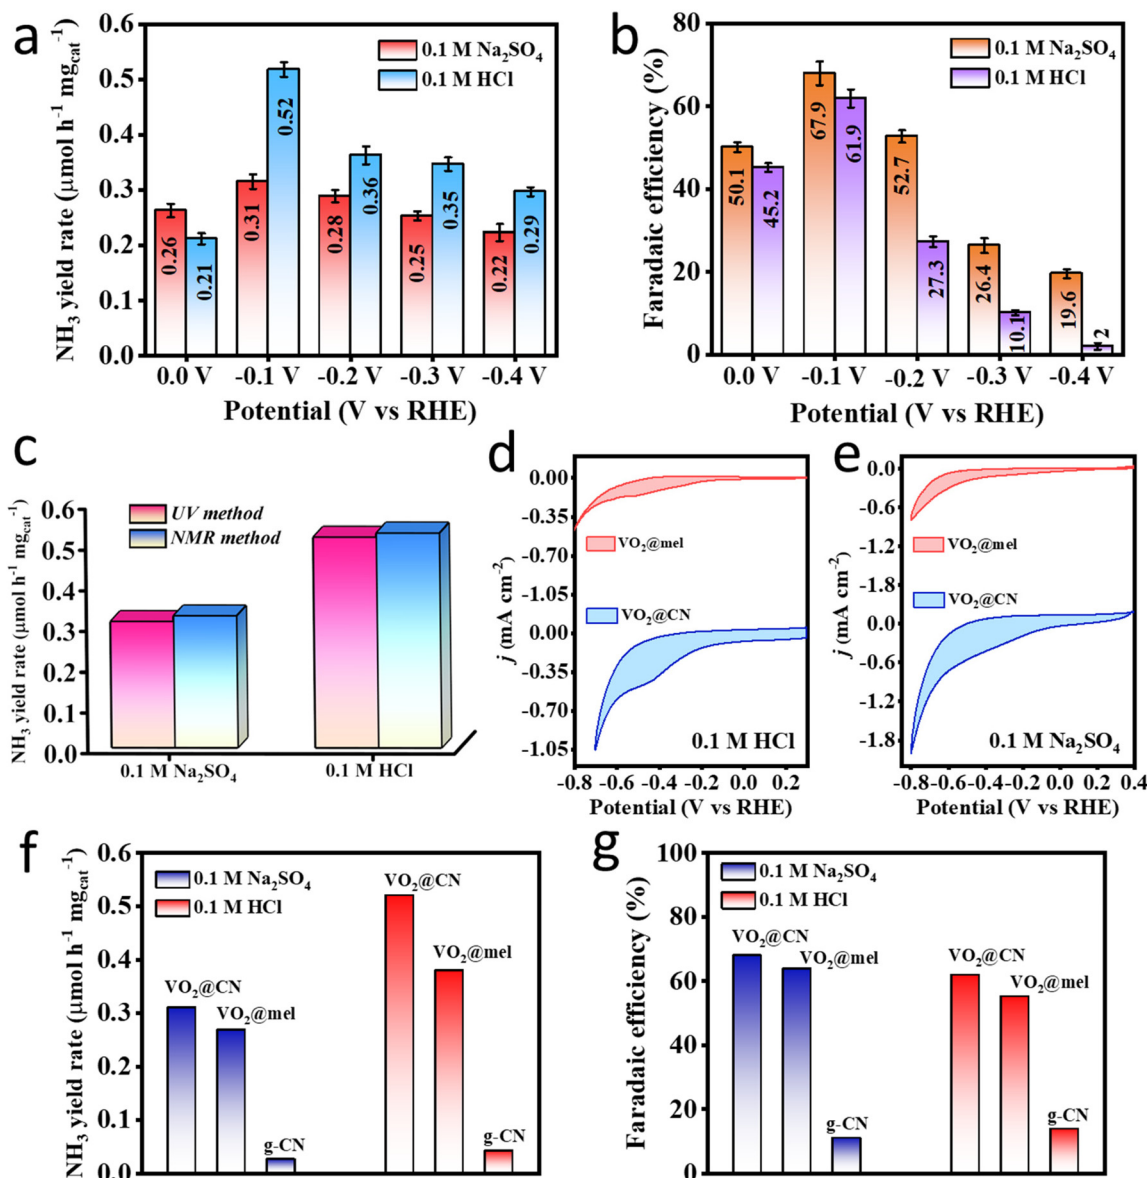 a
NH₃ yield rate (μmol h⁻¹ mg_cat⁻¹)
0.6
0.5
0.4
0.3
0.2
0.1
0.0
0.1 M Na₂SO₄
0.1 M HCl
0.26
0.21
0.31
0.52
0.28
0.36
0.25
0.35
0.22
0.29
0.0 V
-0.1 V
-0.2 V
-0.3 V
-0.4 V
Potential (V vs RHE)
b
Faradaic efficiency (%)
80
60
40
20
0
0.1 M Na₂SO₄
0.1 M HCl
50.1
45.2
67.9
61.9
52.7
27.3
26.4
10.1
19.6
2
0.0 V
-0.1 V
-0.2 V
-0.3 V
-0.4 V
Potential (V vs RHE)
c
NH₃ yield rate (μmol h⁻¹ mg_cat⁻¹)
0.6
0.5
0.4
0.3
0.2
0.1
0.0
UV method
NMR method
0.1 M Na₂SO₄
0.1 M HCl
d
j (mA cm⁻²)
0.00
-0.35
-0.70
-1.05
0.00
-0.35
-0.70
-1.05
VO₂@mel
VO₂@CN
0.1 M HCl
-0.8
-0.6
-0.4
-0.2
0.0
0.2
Potential (V vs RHE)
e
j (mA cm⁻²)
0.0
-0.6
-1.2
-1.8
0.0
-0.6
-1.2
-1.8
VO₂@mel
VO₂@CN
0.1 M Na₂SO₄
-0.8
-0.6
-0.4
-0.2
0.0
0.2
0.4
Potential (V vs RHE)
f
NH₃ yield rate (μmol h⁻¹ mg_cat⁻¹)
0.6
0.5
0.4
0.3
0.2
0.1
0.0
0.1 M Na₂SO₄
0.1 M HCl
VO₂@CN
VO₂@mel
g-CN
VO₂@CN
VO₂@mel
g-CN
g
Faradaic efficiency (%)
100
80
60
40
20
0
0.1 M Na₂SO₄
0.1 M HCl
VO₂@CN
VO₂@mel
g-CN
VO₂@CN
VO₂@mel
g-CN